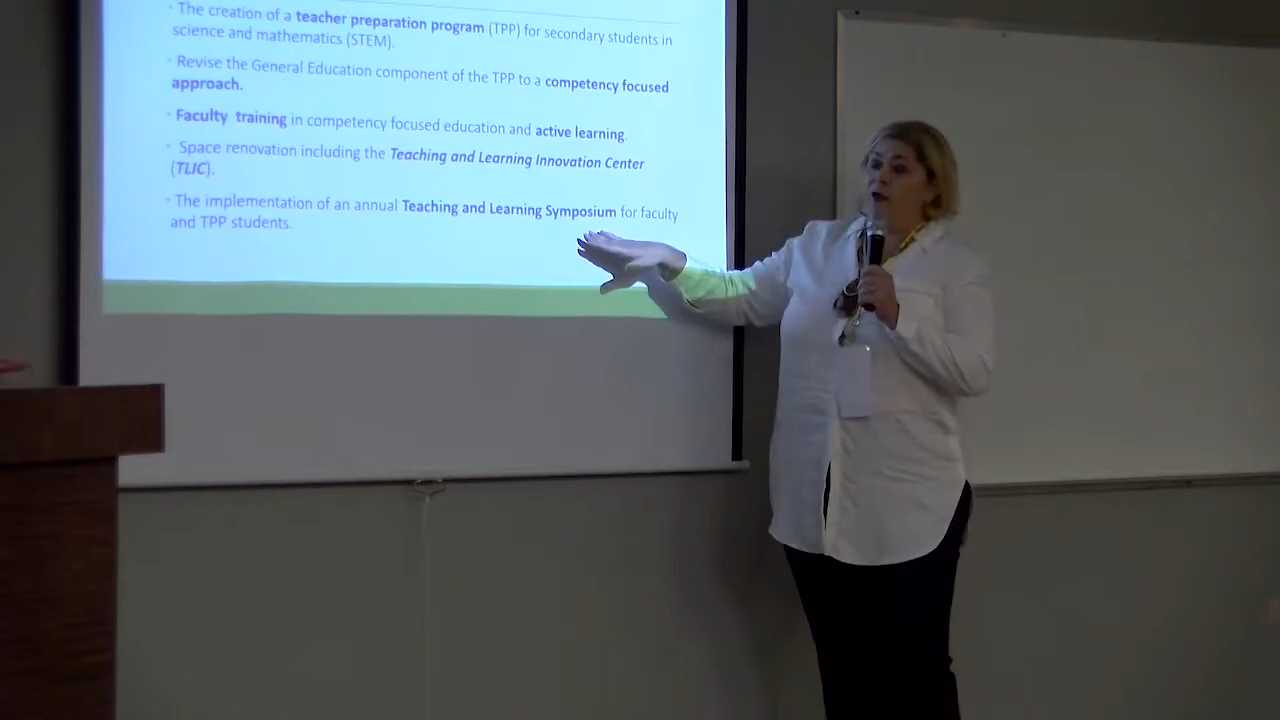 • The creation of a teacher preparation program (TPP) for secondary students in
science and mathematics (STEM).
• Revise the General Education component of the TPP to a competency focused
approach.
• Faculty training in competency focused education and active learning.
• Space renovation including the Teaching and Learning Innovation Center
(TLIC).
• The implementation of an annual Teaching and Learning Symposium for faculty
and TPP students.